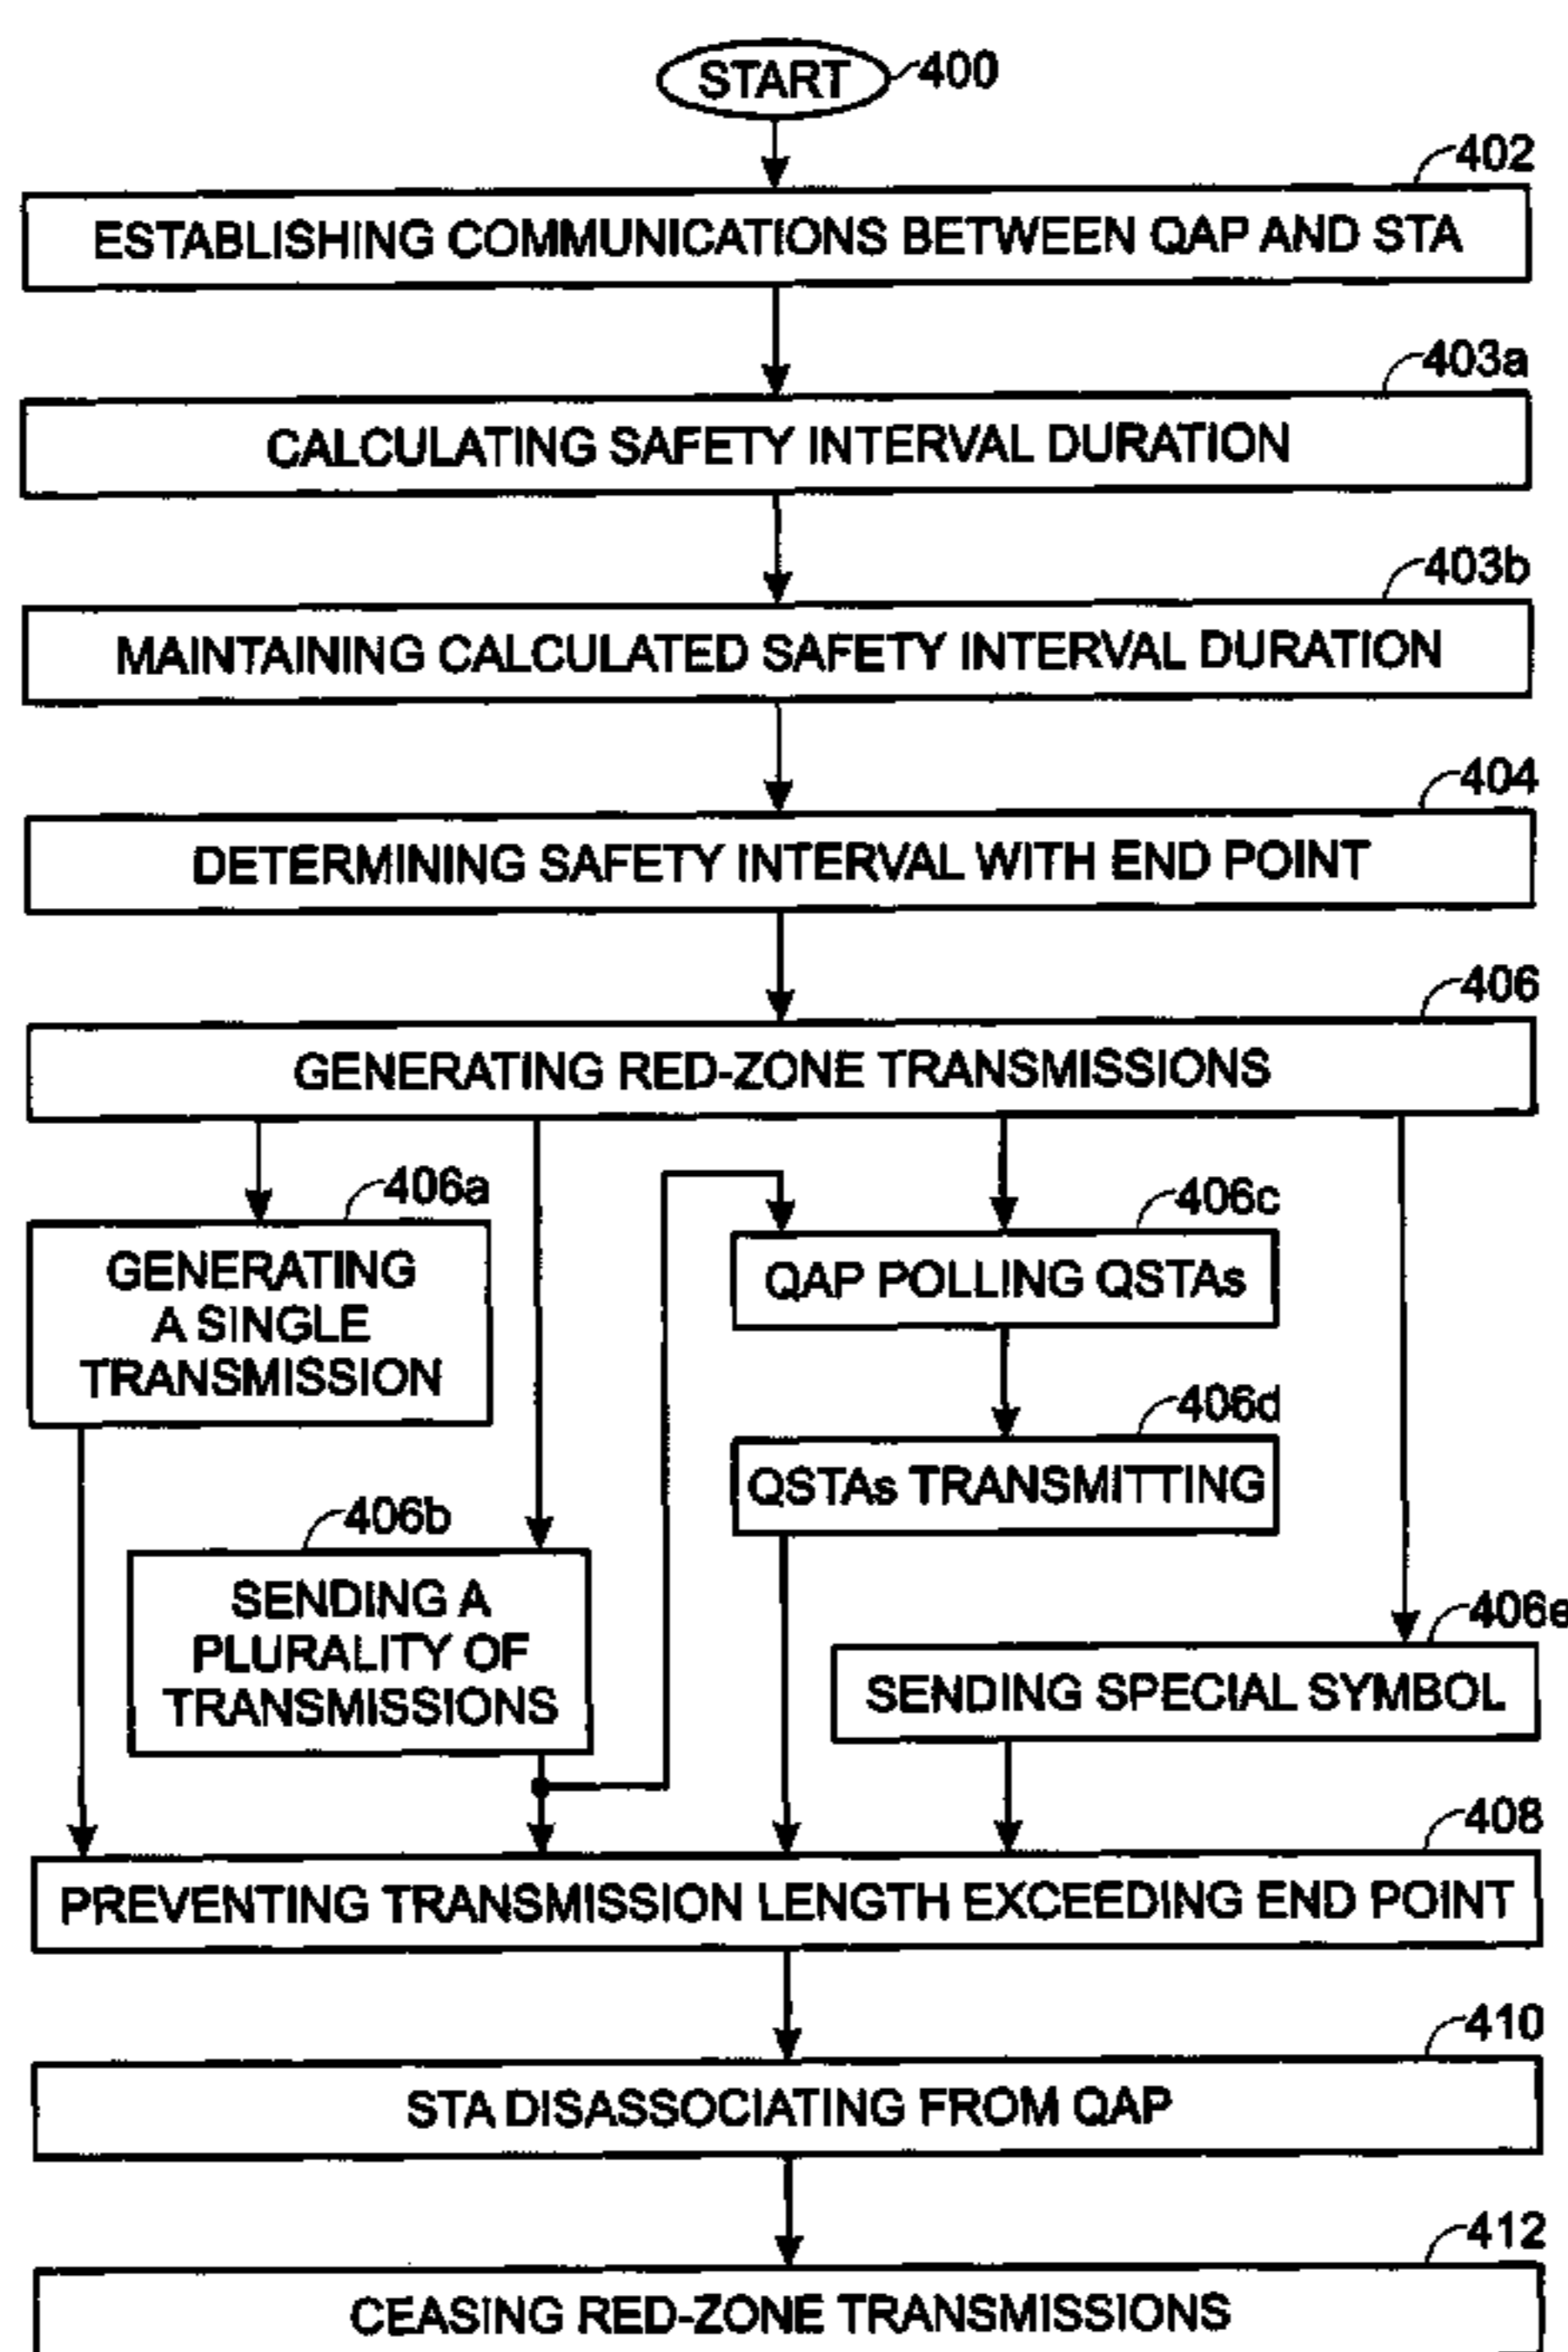 START
400
402
ESTABLISHING COMMUNICATIONS BETWEEN QAP AND STA
403a
CALCULATING SAFETY INTERVAL DURATION
403b
MAINTAINING CALCULATED SAFETY INTERVAL DURATION
404
DETERMINING SAFETY INTERVAL WITH END POINT
406
GENERATING RED-ZONE TRANSMISSIONS
406a
GENERATING
A SINGLE
TRANSMISSION
406c
QAP POLLING QSTAs
406d
QSTAs TRANSMITTING
406b
SENDING A
PLURALITY OF
TRANSMISSIONS
406e
SENDING SPECIAL SYMBOL
408
PREVENTING TRANSMISSION LENGTH EXCEEDING END POINT
410
STA DISASSOCIATING FROM QAP
412
CEASING RED-ZONE TRANSMISSIONS